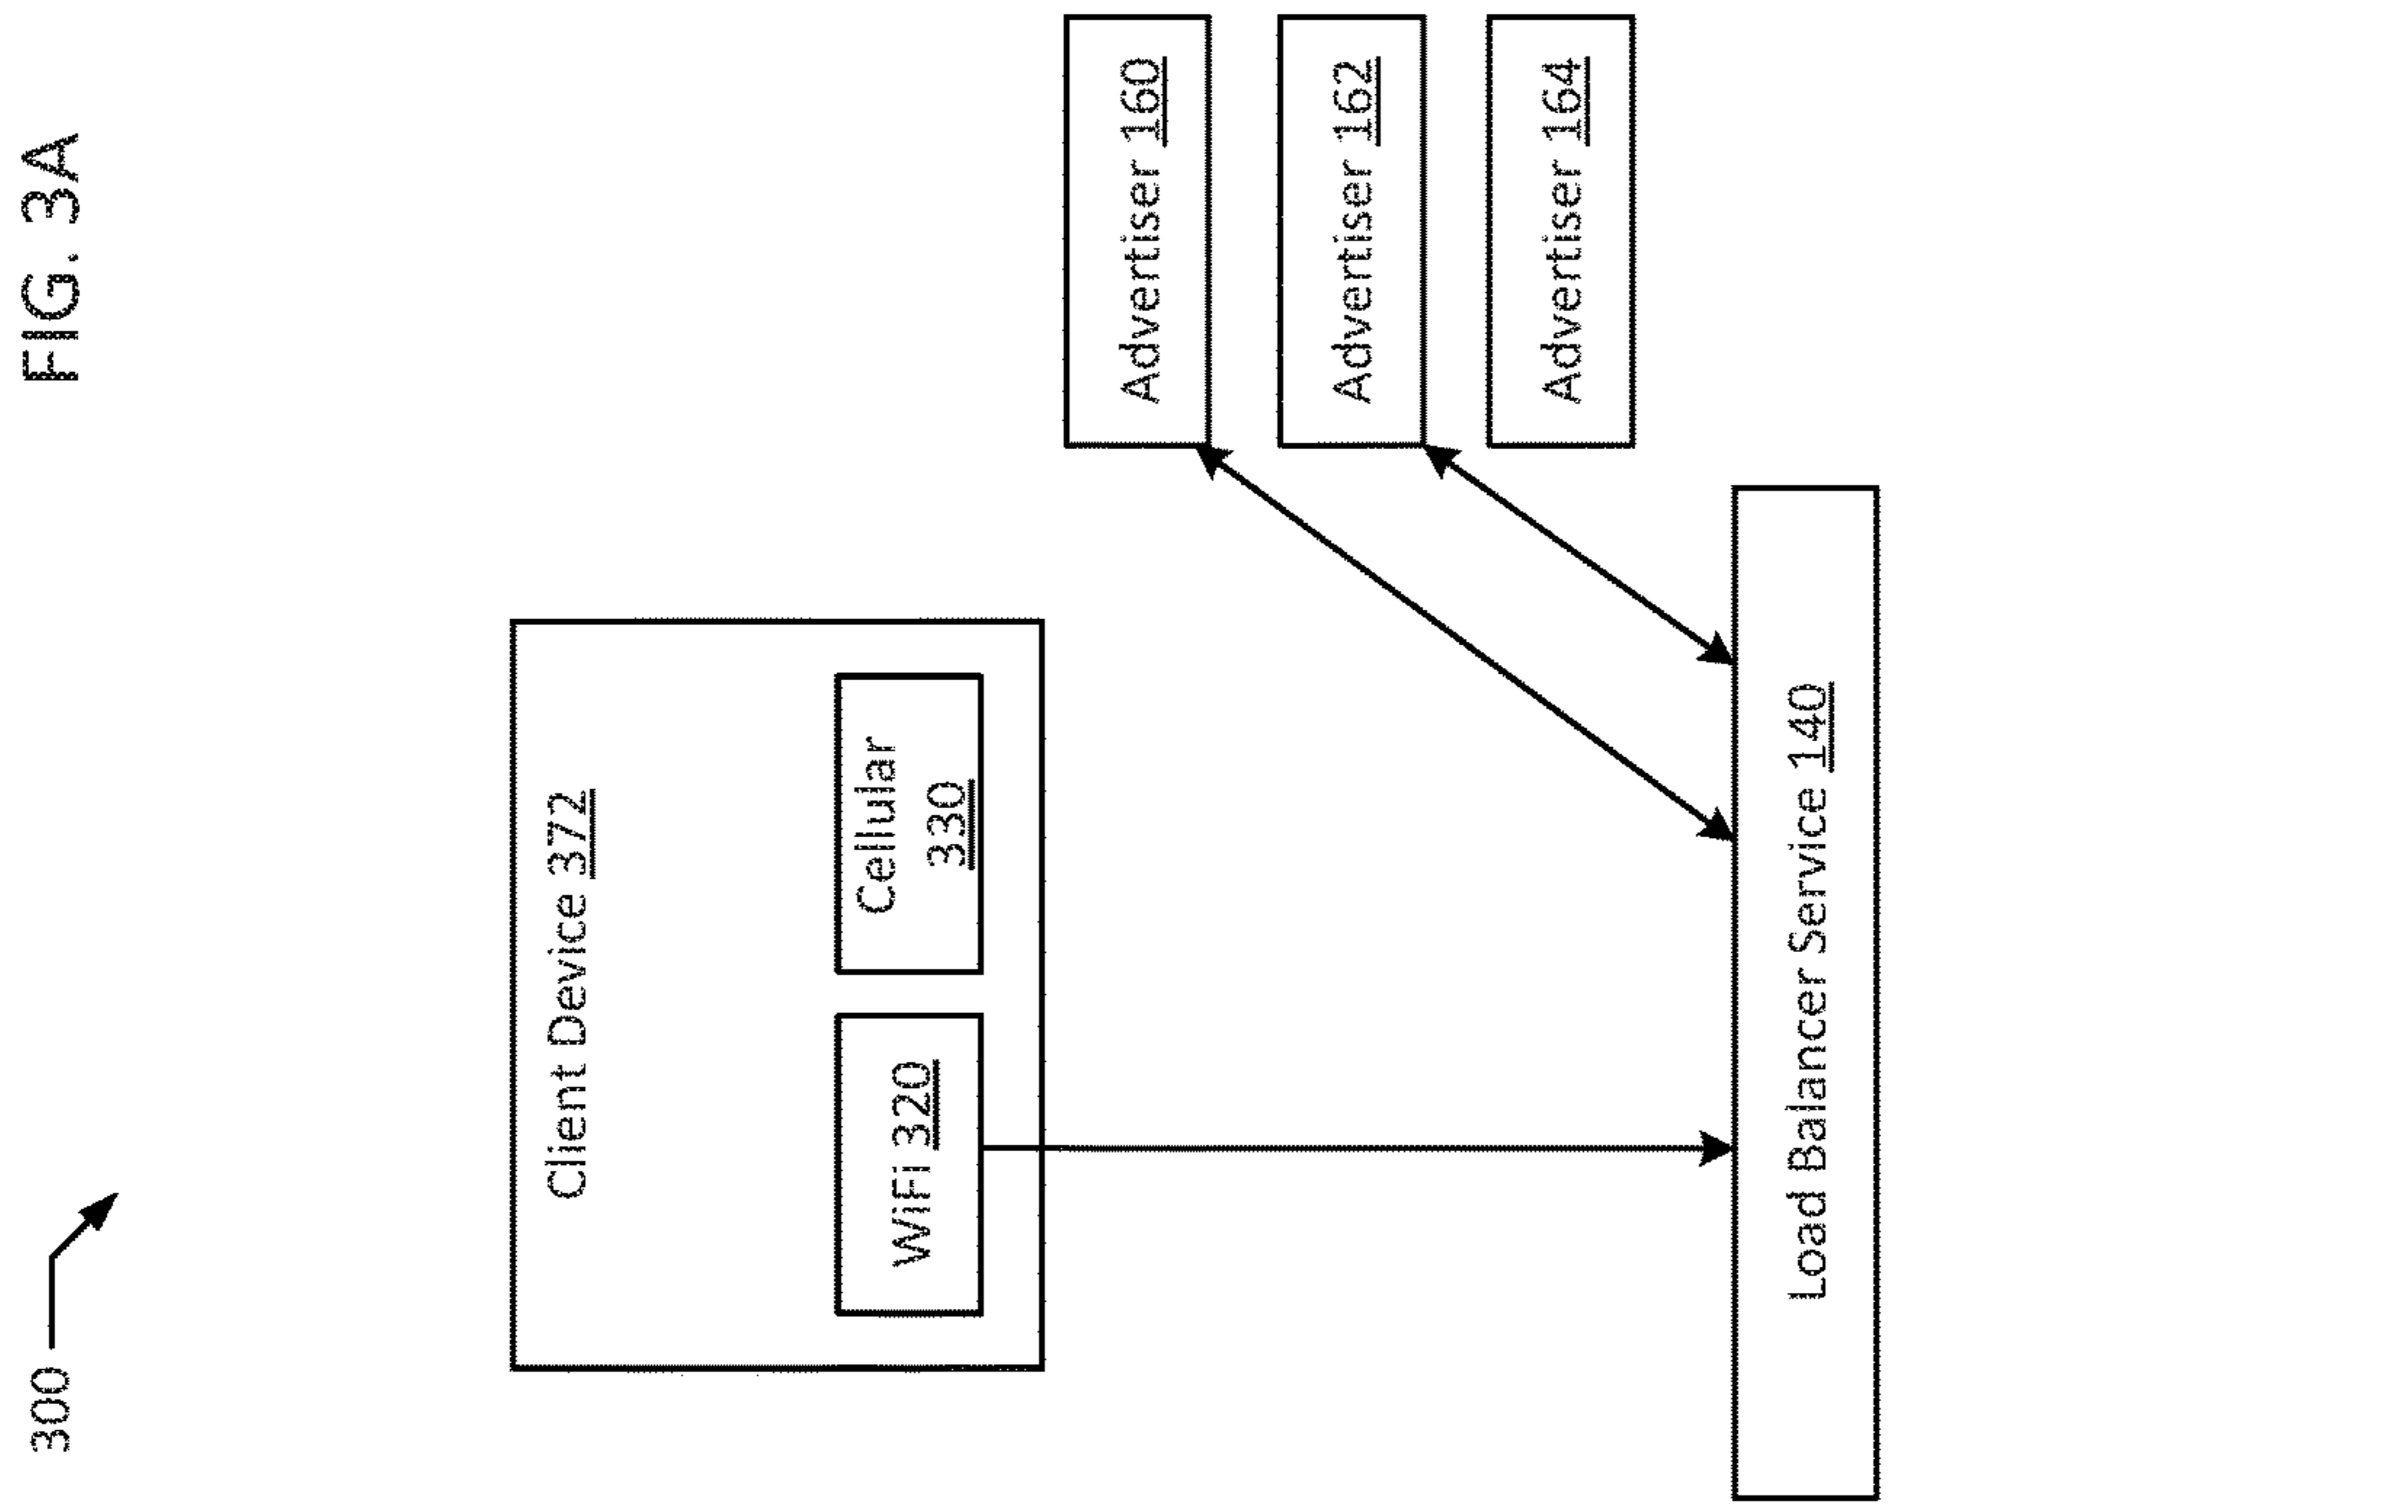 FIG. 3A
300
Client Device 372
WiFi 320
Cellular
330
Advertiser 160
Advertiser 162
Advertiser 164
Load Balancer Service 140